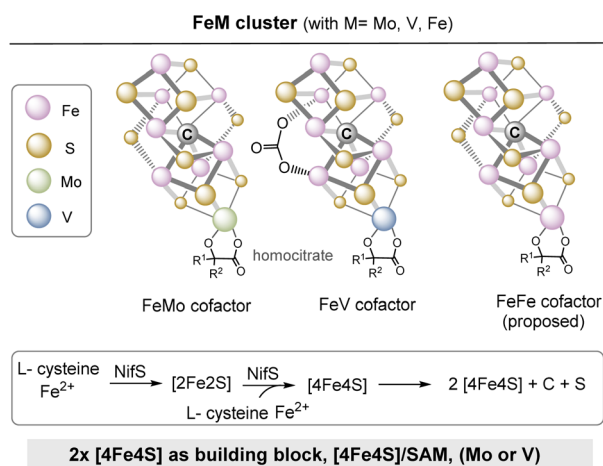 FeM cluster (with M= Mo, V, Fe)
Fe
S
Mo
V
C
O
O
O
R1
R2
O
FeMo cofactor
homocitrate
O
O
O
C
O
O
R1
R2
O
FeV cofactor
C
O
O
R1
R2
O
FeFe cofactor
(proposed)
L- cysteine
Fe2+
NifS
[2Fe2S]
NifS
L- cysteine Fe2+
[4Fe4S]
2 [4Fe4S] + C + S
2x [4Fe4S] as building block, [4Fe4S]/SAM, (Mo or V)